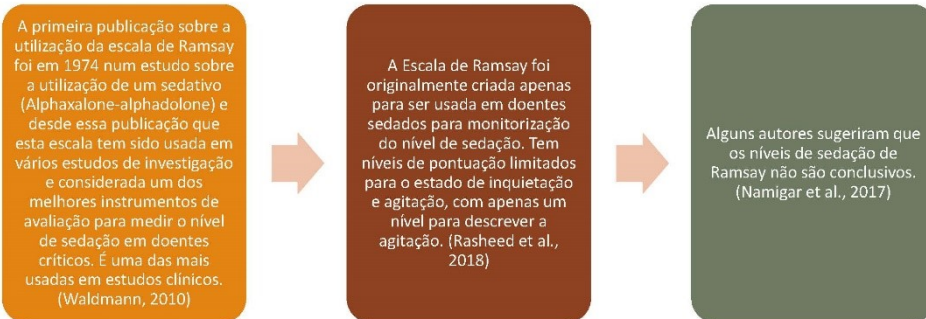 A primeira publicação sobre a
utilização da escala de Ramsay
foi em 1974 num estudo sobre
a utilização de um sedativo
(Alphaxalone-alphadolone) e
desde essa publicação que
esta escala tem sido usada em
vários estudos de investigação
e considerada um dos
melhores instrumentos de
avaliação para medir o nível
de sedação em doentes
críticos. É uma das mais
usadas em estudos clínicos.
(Waldmann, 2010)
A Escala de Ramsay foi
originalmente criada apenas
para ser usada em doentes
sedados para monitorização
do nível de sedação. Tem
níveis de pontuação limitados
para o estado de inquietação
e agitação, com apenas um
nível para descrever a
agitação. (Rasheed et al.,
2018)
Alguns autores sugeriram que
os níveis de sedação de
Ramsay não são conclusivos.
(Namigar et al., 2017)